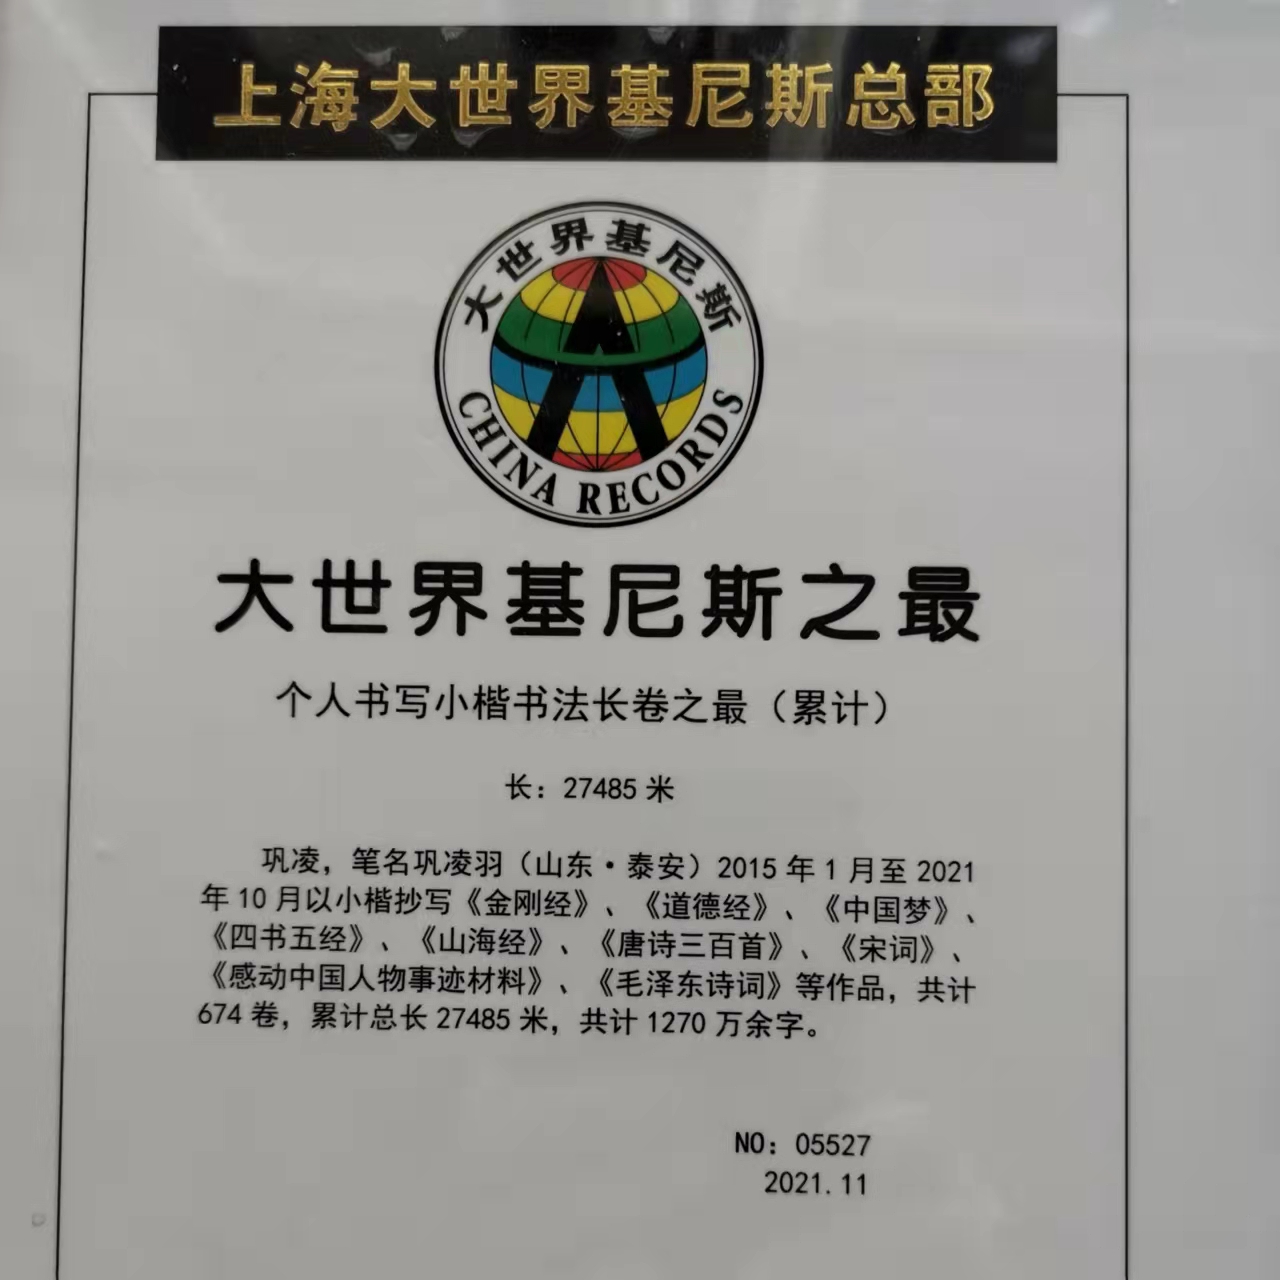 上海大世界基尼斯总部
大世界基尼斯
CHINA RECORDS
大世界基尼斯之最
个人书写小楷书法长卷之最（累计）
长：27485 米
巩凌，笔名巩凌羽（山东·泰安）2015 年 1 月至 2021
年 10 月以小楷抄写《金刚经》、《道德经》、《中国梦》、
《四书五经》、《山海经》、《唐诗三百首》、《宋词》、
《感动中国人物事迹材料》、《毛泽东诗词》等作品，共计
674 卷，累计总长 27485 米，共计 1270 万余字。
NO：05527
2021.11